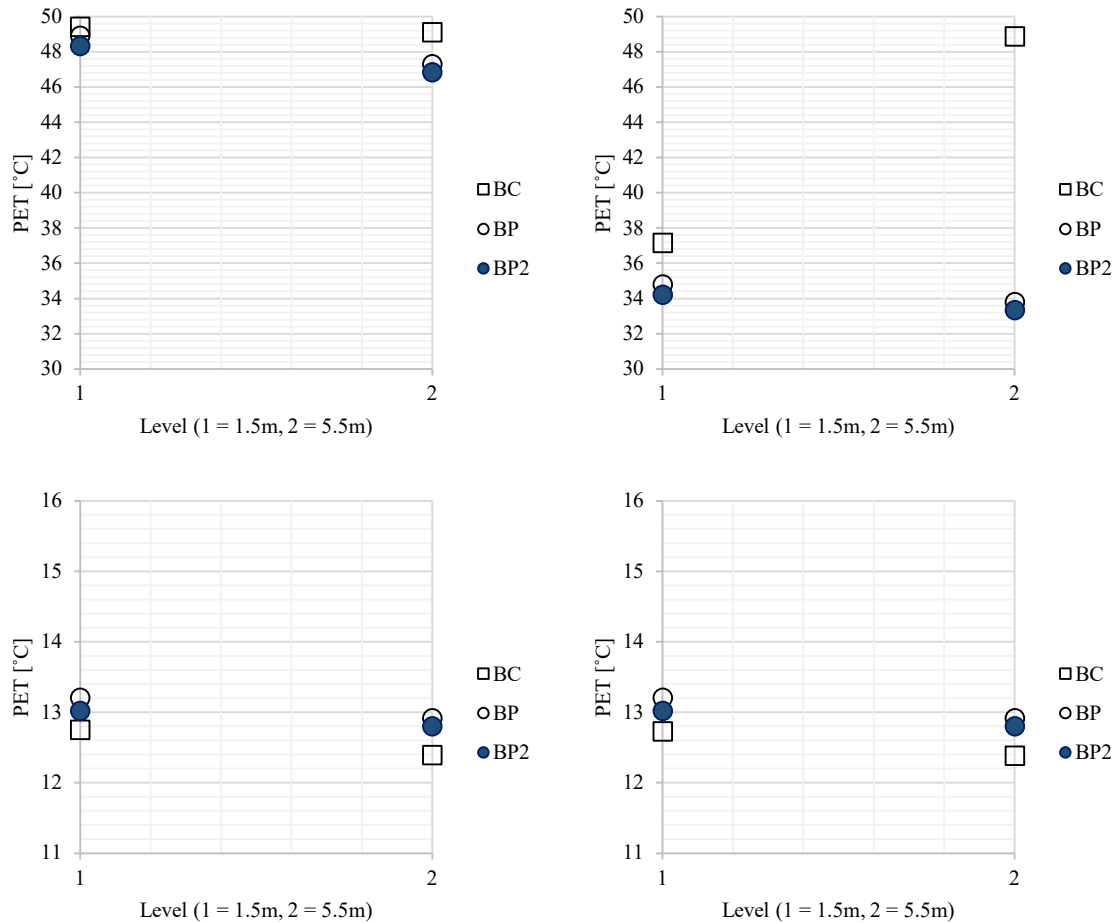 50
48
46
44
42
40
38
36
34
32
30
PET [˚C]
1
2
Level (1 = 1.5m, 2 = 5.5m)
BC
BP
BP2
50
48
46
44
42
40
38
36
34
32
30
PET [˚C]
1
2
Level (1 = 1.5m, 2 = 5.5m)
BC
BP
BP2
16
15
14
13
12
11
PET [˚C]
1
2
Level (1 = 1.5m, 2 = 5.5m)
BC
BP
BP2
16
15
14
13
12
11
PET [˚C]
1
2
Level (1 = 1.5m, 2 = 5.5m)
BC
BP
BP2